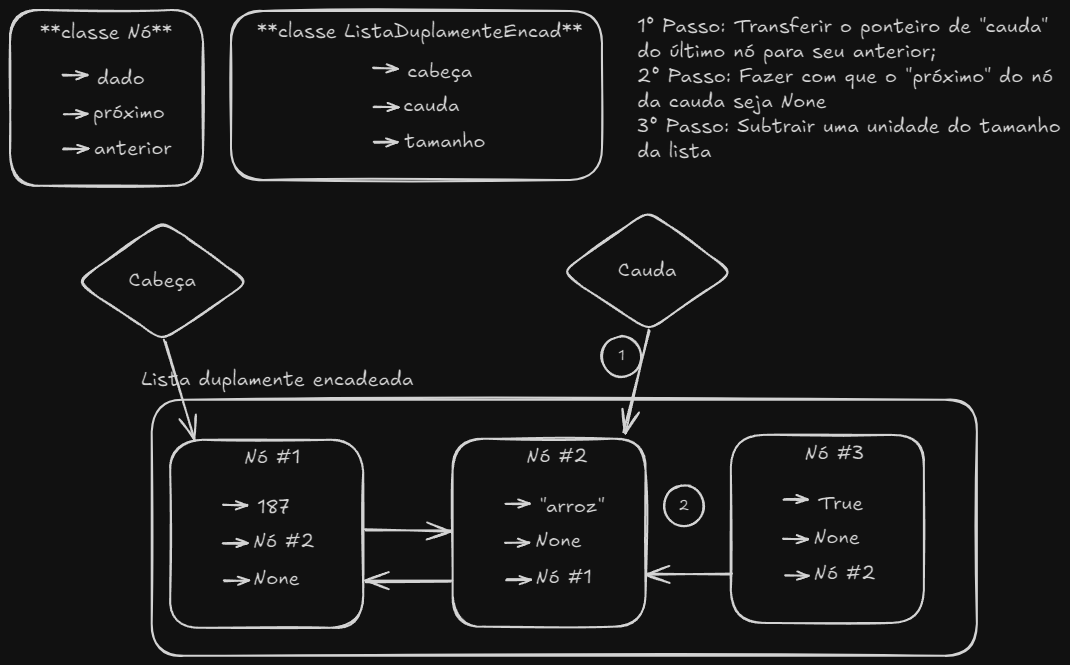 **classe Nó**
dado
próximo
anterior
**classe ListaDuplamenteEncad**
cabeça
cauda
tamanho
1° Passo: Transferir o ponteiro de "cauda"
do último nó para seu anterior;
2° Passo: Fazer com que o "próximo" do nó
da cauda seja None
3° Passo: Subtrair uma unidade do tamanho
da lista
Cabeça
Cauda
1
Lista duplamente encadeada
Nó #1
187
Nó #2
None
Nó #2
"arroz"
None
Nó #1
2
Nó #3
True
None
Nó #2